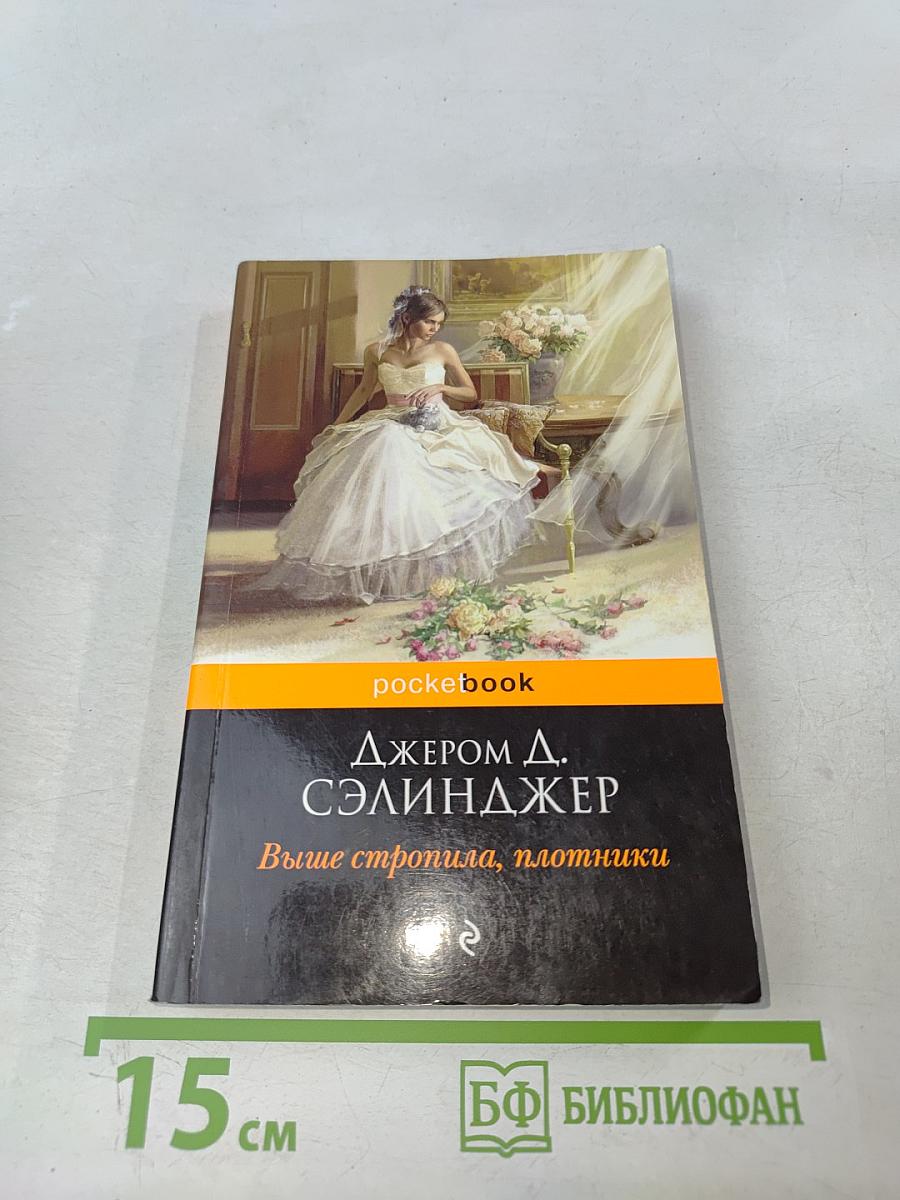 pocketbook
Джером Д.
СЭЛИНДЖЕР
Выше стропила, плотники
15 см
БФ БИБЛИОФАН